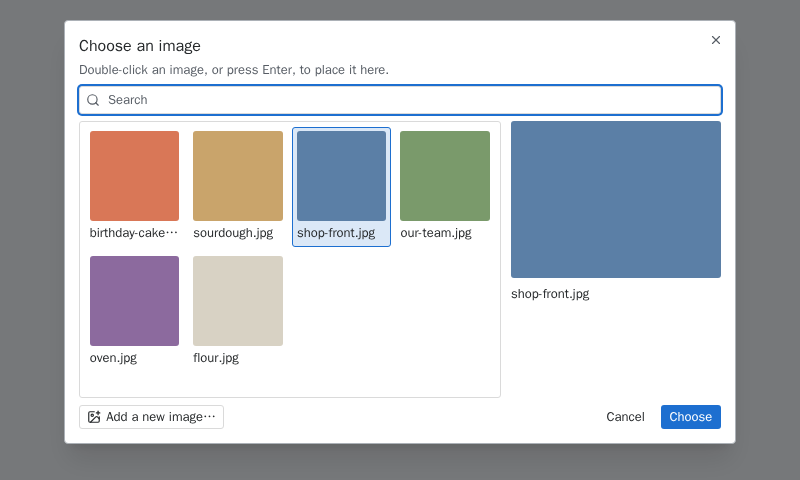 Choose an image
Double-click an image, or press Enter, to place it here.
Search
birthday-cake…
sourdough.jpg
shop-front.jpg
our-team.jpg
shop-front.jpg
oven.jpg
flour.jpg
Add a new image…
Cancel
Choose